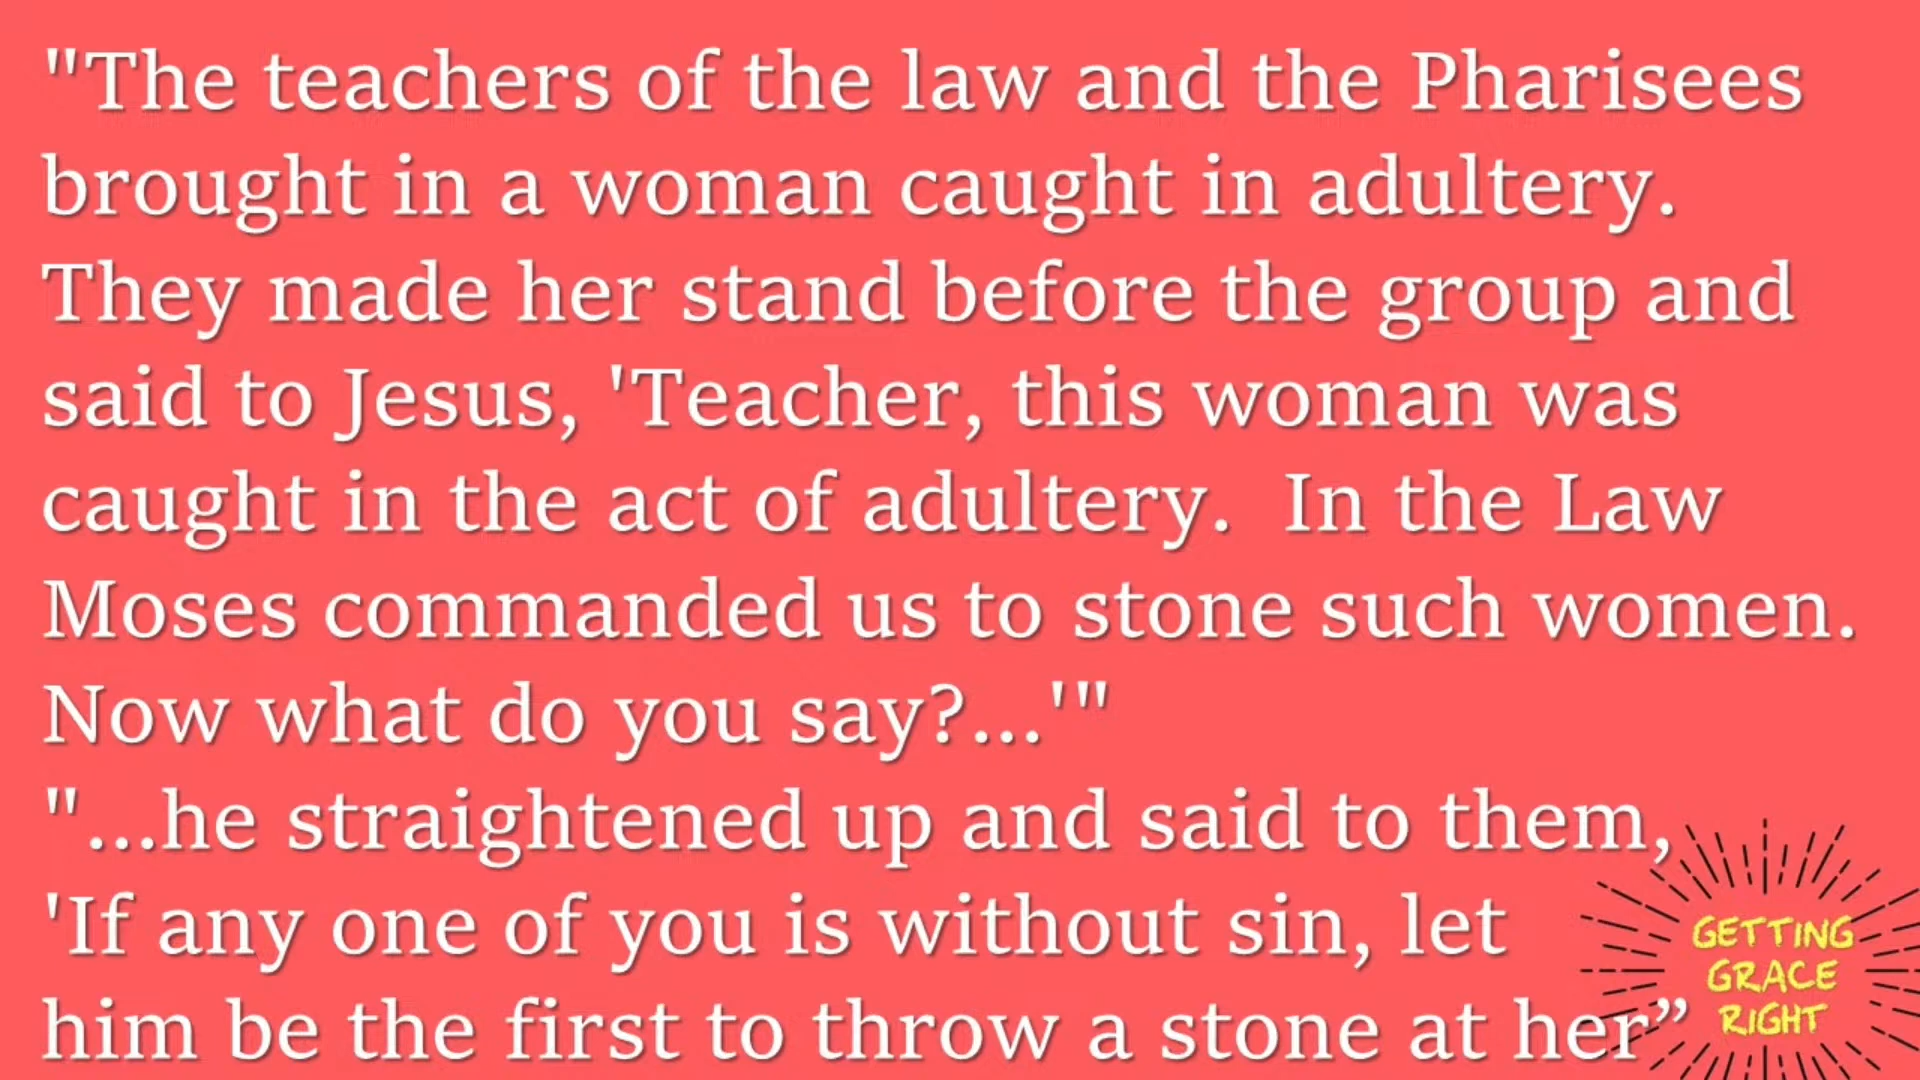 "The teachers of the law and the Pharisees
brought in a woman caught in adultery.
They made her stand before the group and
said to Jesus, 'Teacher, this woman was
caught in the act of adultery.  In the Law
Moses commanded us to stone such women.
Now what do you say?...'"
"...he straightened up and said to them,
'If any one of you is without sin, let
him be the first to throw a stone at her”
GETTING
GRACE
RIGHT